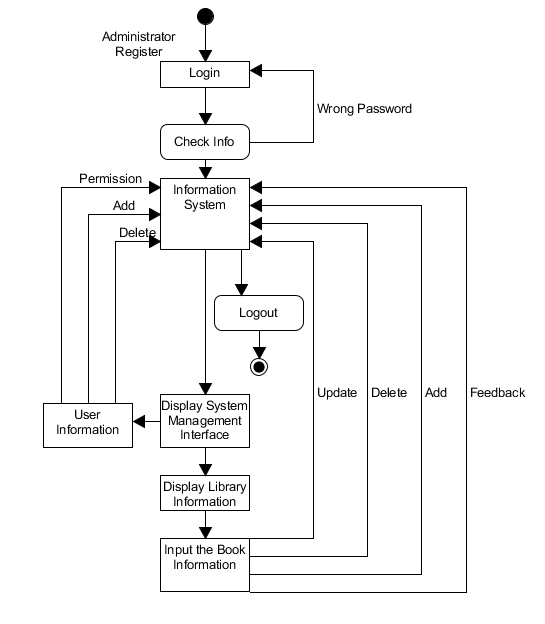 Administrator
Register
Login
Wrong Password
Check Info
Permission
Information
System
Add
Delete
Logout
Update
Delete
Add
Feedback
User
Information
Display System
Management
Interface
Display Library
Information
Input the Book
Information